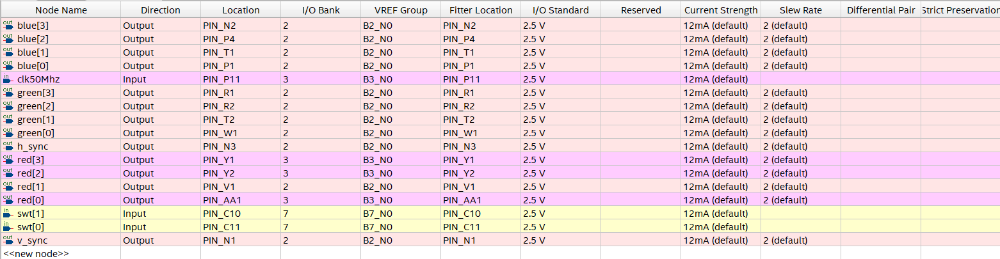 Node Name Direction Location I/O Bank VREF Group Fitter Location I/O Standard Reserved Current Strength Slew Rate Differential Pair Strict Preservation
out blue[3] Output PIN_N2 2 B2_N0 PIN_N2 2.5 V 12mA (default) 2 (default)
out blue[2] Output PIN_P4 2 B2_N0 PIN_P4 2.5 V 12mA (default) 2 (default)
out blue[1] Output PIN_T1 2 B2_N0 PIN_T1 2.5 V 12mA (default) 2 (default)
out blue[0] Output PIN_P1 2 B2_N0 PIN_P1 2.5 V 12mA (default) 2 (default)
in clk50Mhz Input PIN_P11 3 B3_N0 PIN_P11 2.5 V 12mA (default)
out green[3] Output PIN_R1 2 B2_N0 PIN_R1 2.5 V 12mA (default) 2 (default)
out green[2] Output PIN_R2 2 B2_N0 PIN_R2 2.5 V 12mA (default) 2 (default)
out green[1] Output PIN_T2 2 B2_N0 PIN_T2 2.5 V 12mA (default) 2 (default)
out green[0] Output PIN_W1 2 B2_N0 PIN_W1 2.5 V 12mA (default) 2 (default)
out h_sync Output PIN_N3 2 B2_N0 PIN_N3 2.5 V 12mA (default) 2 (default)
out red[3] Output PIN_Y1 3 B3_N0 PIN_Y1 2.5 V 12mA (default) 2 (default)
out red[2] Output PIN_Y2 3 B3_N0 PIN_Y2 2.5 V 12mA (default) 2 (default)
out red[1] Output PIN_V1 2 B2_N0 PIN_V1 2.5 V 12mA (default) 2 (default)
out red[0] Output PIN_AA1 3 B3_N0 PIN_AA1 2.5 V 12mA (default) 2 (default)
in swt[1] Input PIN_C10 7 B7_N0 PIN_C10 2.5 V 12mA (default)
in swt[0] Input PIN_C11 7 B7_N0 PIN_C11 2.5 V 12mA (default)
out v_sync Output PIN_N1 2 B2_N0 PIN_N1 2.5 V 12mA (default) 2 (default)
<<new node>>